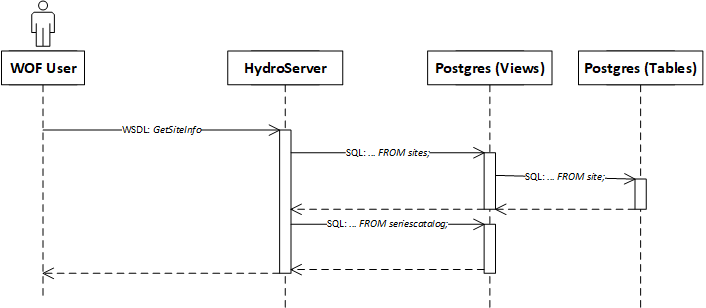 WOF User
HydroServer
Postgres (Views)
Postgres (Tables)
WSDL: GetSiteInfo
SQL: ... FROM sites;
SQL: ... FROM site;
SQL: ... FROM seriescatalog;